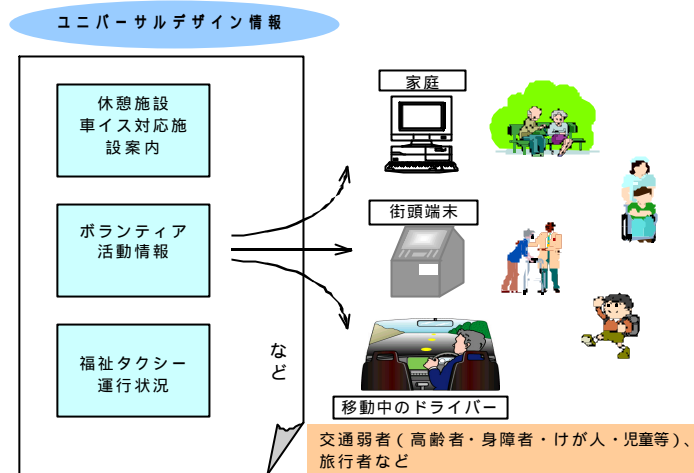 ユニバーサルデザイン情報
休憩施設
車イス対応施
設案内
ボランティア
活動情報
福祉タクシー
運行状況
など
家庭
街頭端末
移動中のドライバー
交通弱者（高齢者・身障者・けが人・児童等）、
旅行者など